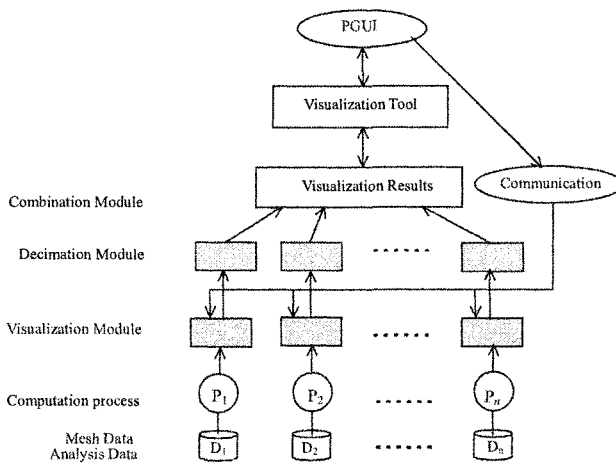 PGUI
Visualization Tool
Visualization Results
Communication
Combination Module
Decimation Module
Visualization Module
Computation process
P1
P2
Pn
Mesh Data
Analysis Data
D1
D2
Dn